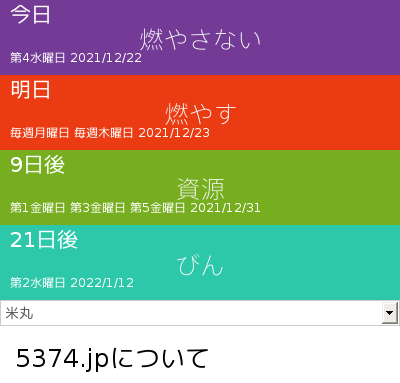 今日
燃やさない
第4水曜日 2021/12/22
明日
燃やす
毎週月曜日 毎週木曜日 2021/12/23
9日後
資源
第1金曜日 第3金曜日 第5金曜日 2021/12/31
21日後
びん
第2水曜日 2022/1/12
米丸
5374.jpについて